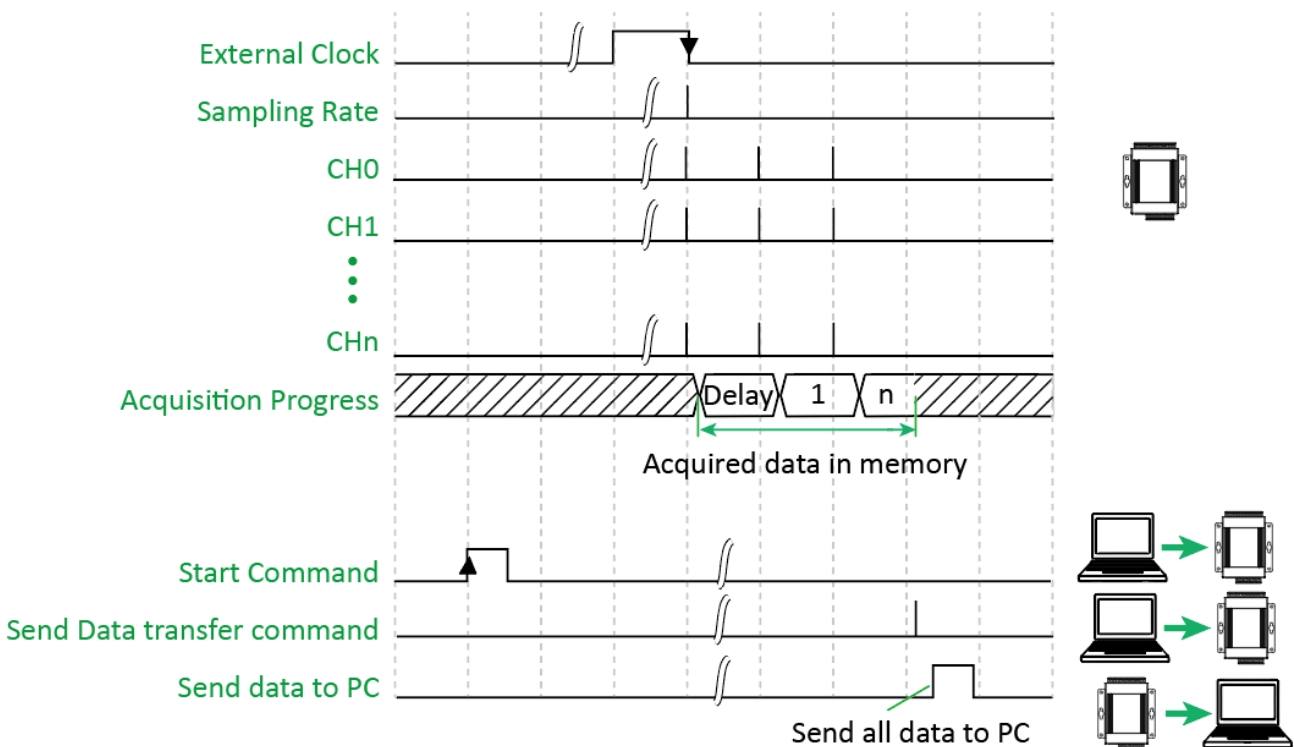 External Clock
Sampling Rate
CH0
CH1
CHn
Acquisition Progress
Delay 1 n
Acquired data in memory
Start Command
Send Data transfer command
Send data to PC
Send all data to PC